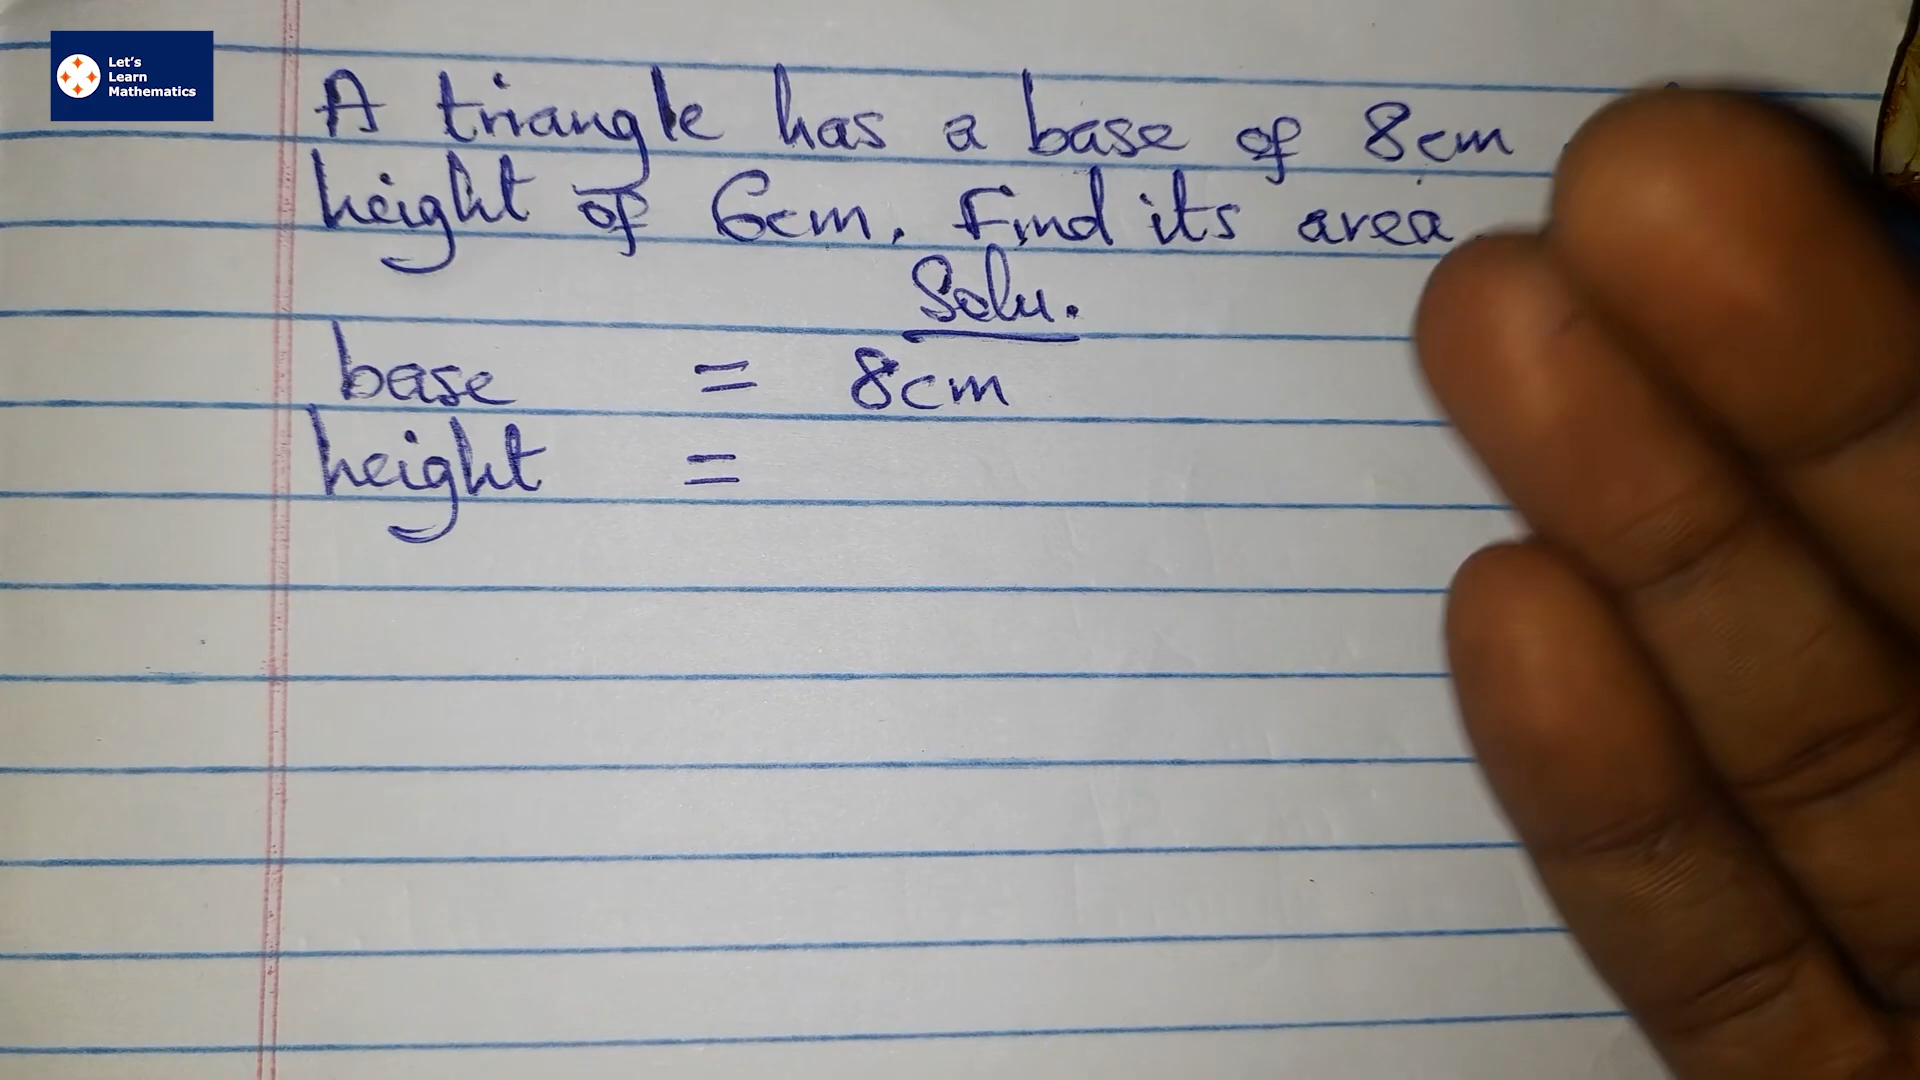 Let's
Learn
Mathematics
A triangle has a base of 8cm
height of 6cm. Find its area.
Solu.
base = 8cm
height =